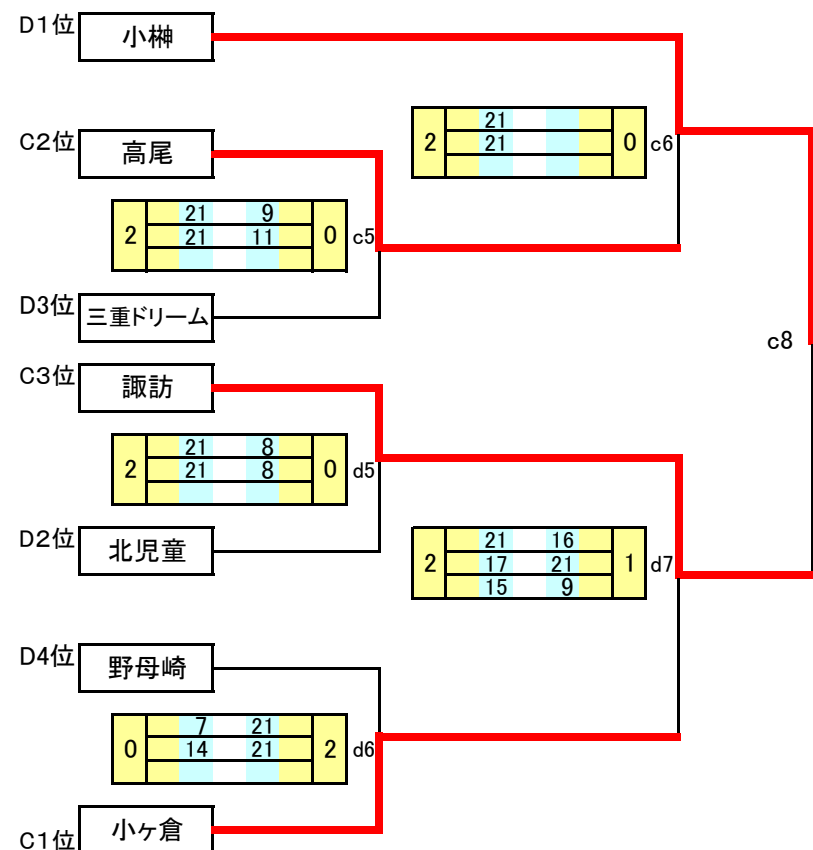 D1位 小榊
21
C2位 高尾 2 21 0 c6
21 9
2 21 11 0 c5
D3位 三重ドリーム
c8
C3位 諏訪
21 8
2 21 8 0 d5
D2位 北児童
21 16
2 17 21 1 d7
15 9
D4位 野母崎
7 21
0 14 21 2 d6
C1位 小ヶ倉